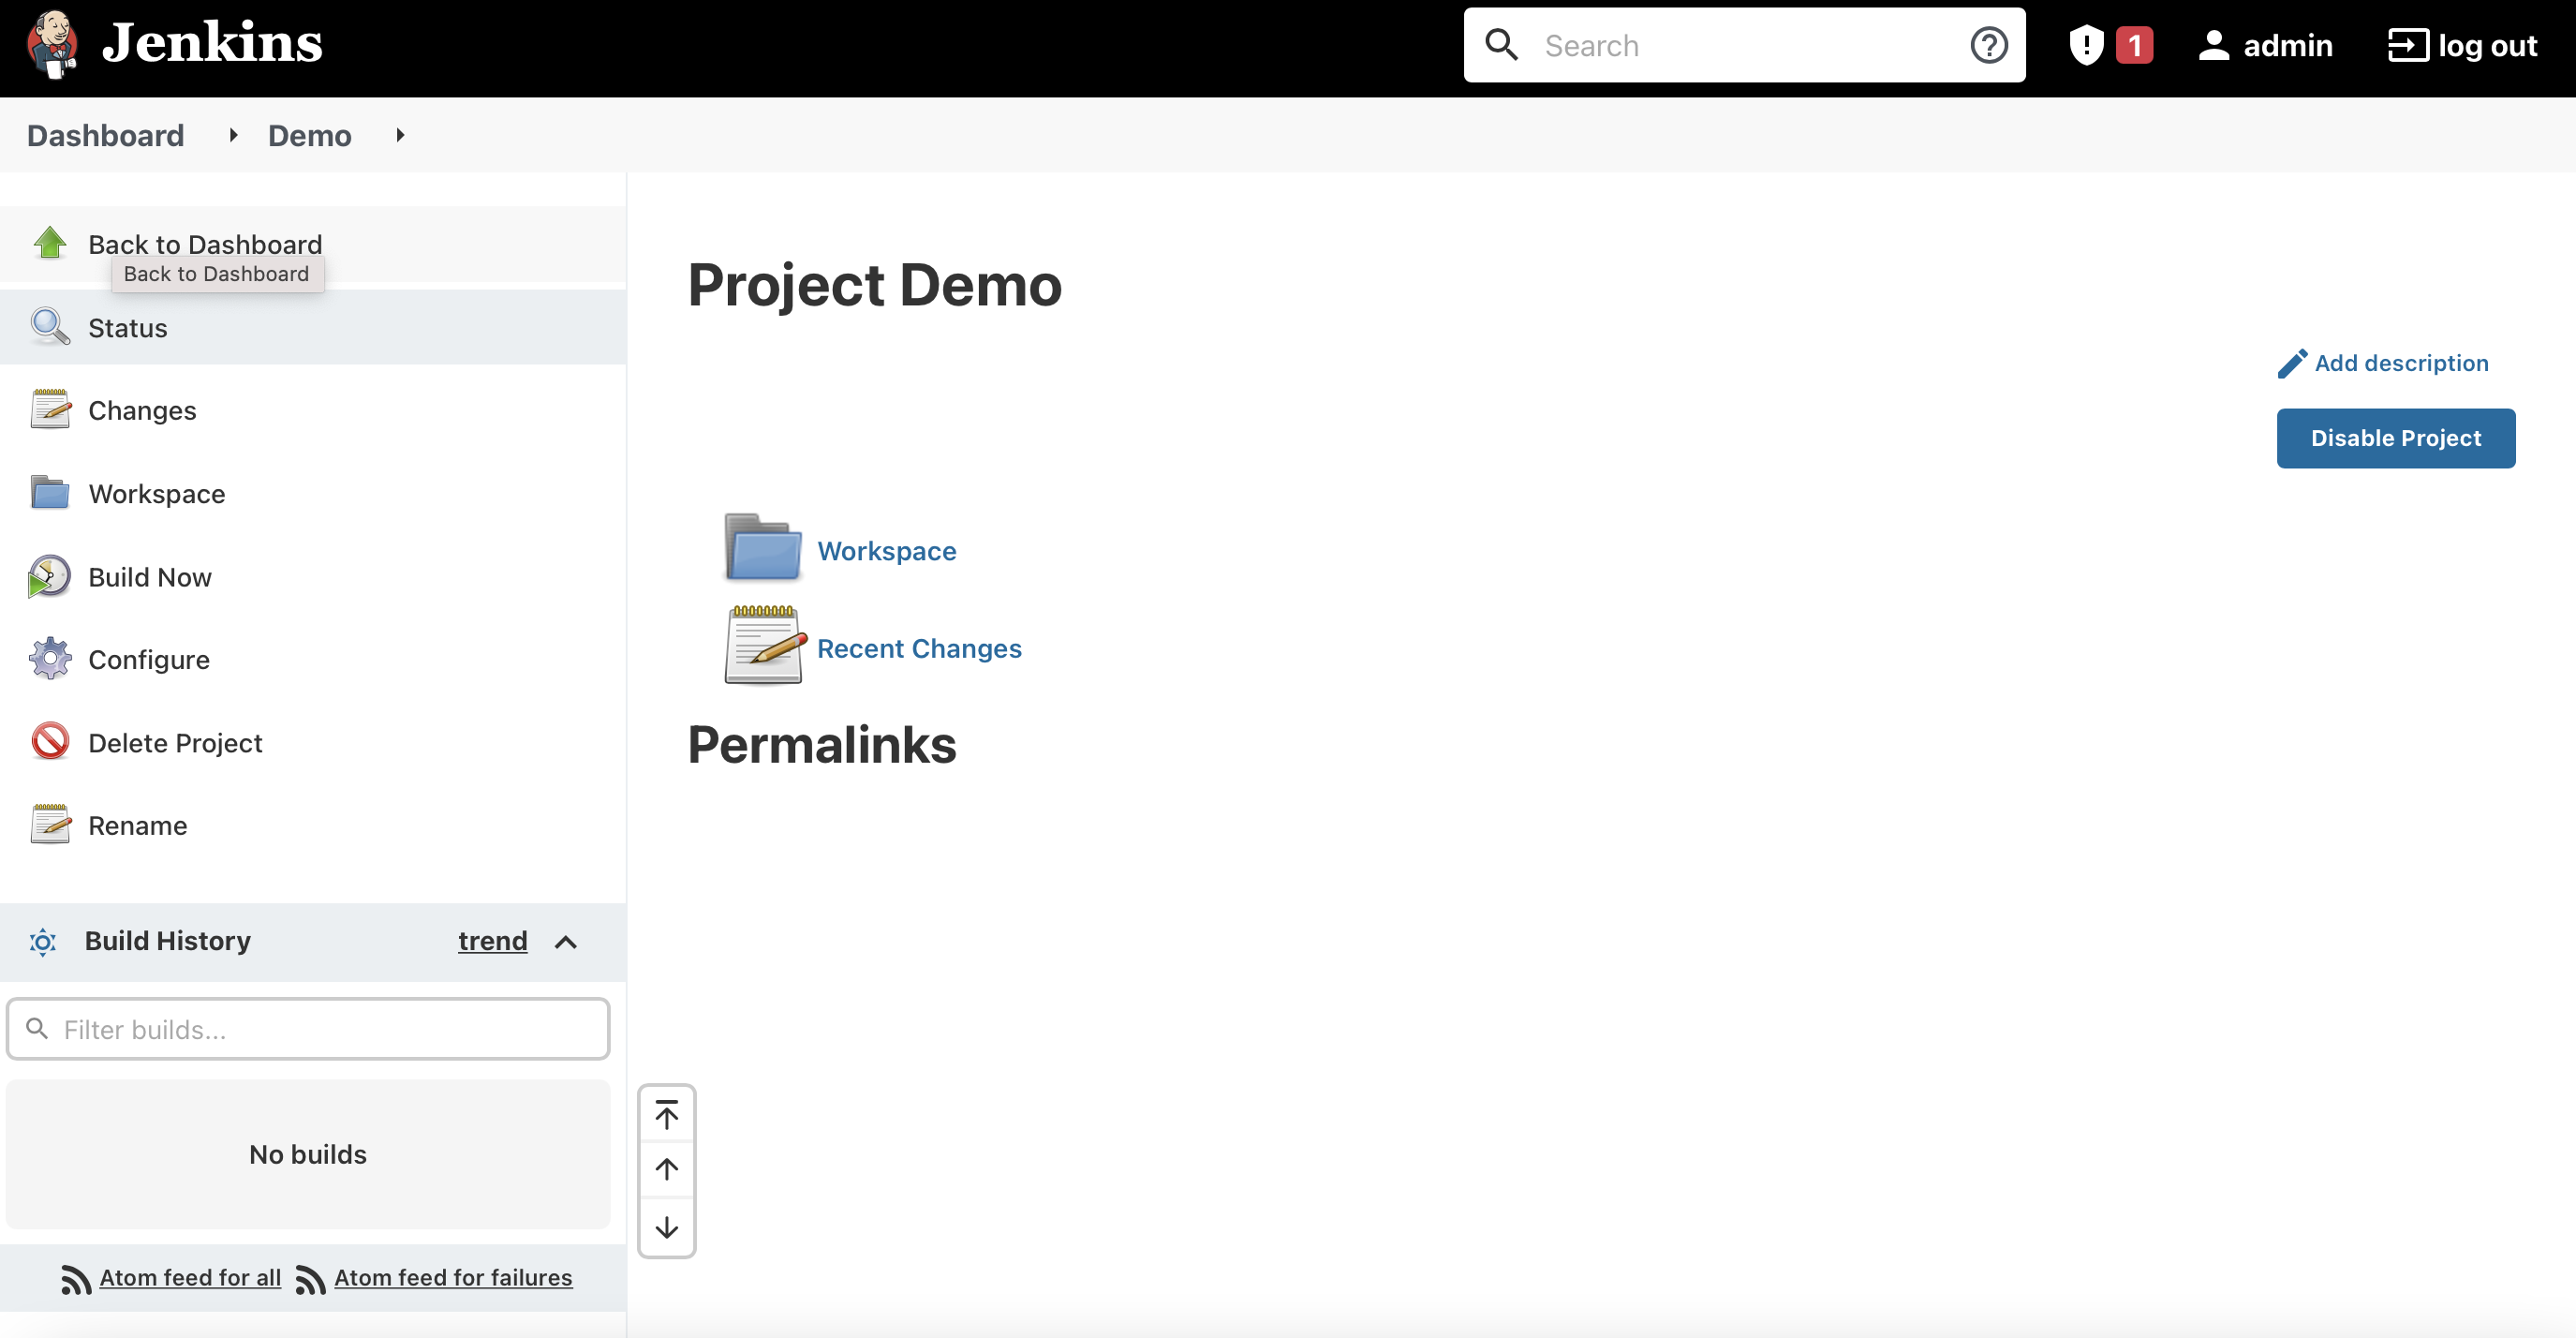 Jenkins
Search
1
admin
log out
Dashboard
Demo
Back to Dashboard
Back to Dashboard
Status
Changes
Workspace
Build Now
Configure
Delete Project
Rename
Build History
trend
Filter builds...
No builds
Atom feed for all
Atom feed for failures
Project Demo
Add description
Disable Project
Workspace
Recent Changes
Permalinks